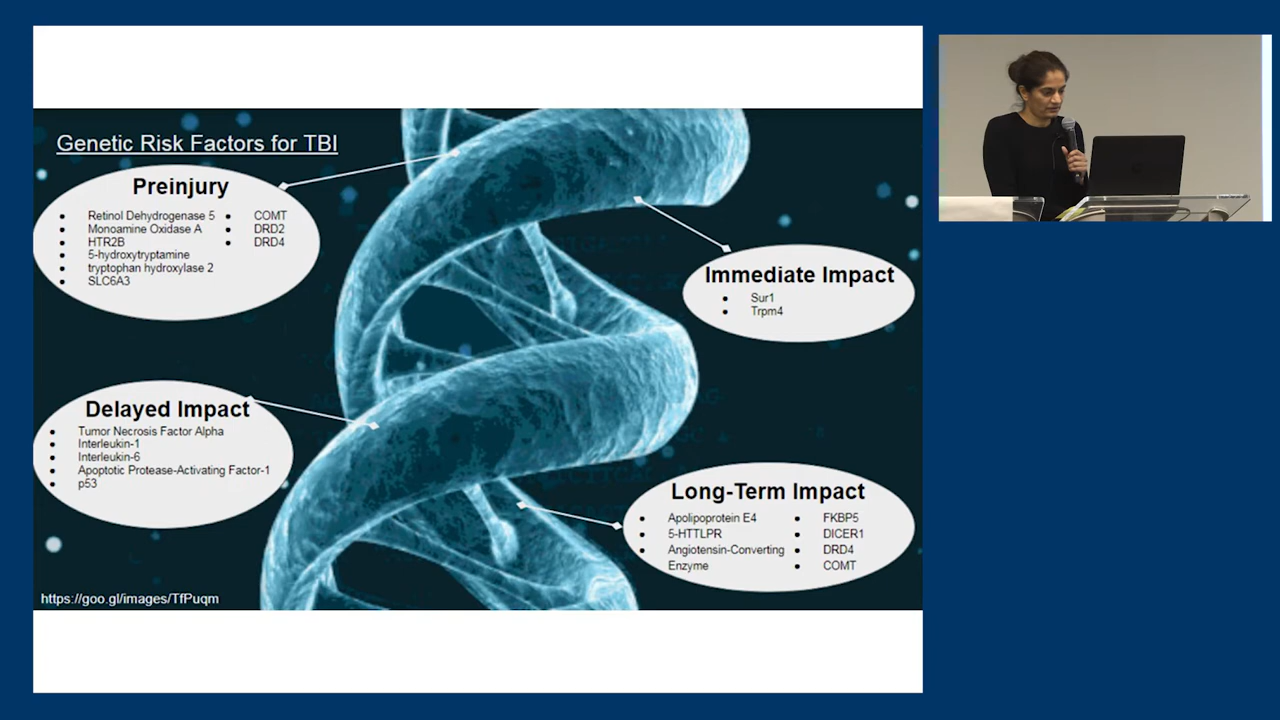 Genetic Risk Factors for TBI
Preinjury
Retinol Dehydrogenase 5
Monoamine Oxidase A
HTR2B
5-hydroxytryptamine
tryptophan hydroxylase 2
SLC6A3
COMT
DRD2
DRD4
Immediate Impact
Sur1
Trpm4
Delayed Impact
Tumor Necrosis Factor Alpha
Interleukin-1
Interleukin-6
Apoptotic Protease-Activating Factor-1
p53
Long-Term Impact
Apolipoprotein E4
5-HTTLPR
Angiotensin-Converting
Enzyme
FKBP5
DICER1
DRD4
COMT
https://goo.gl/images/TfPuqm